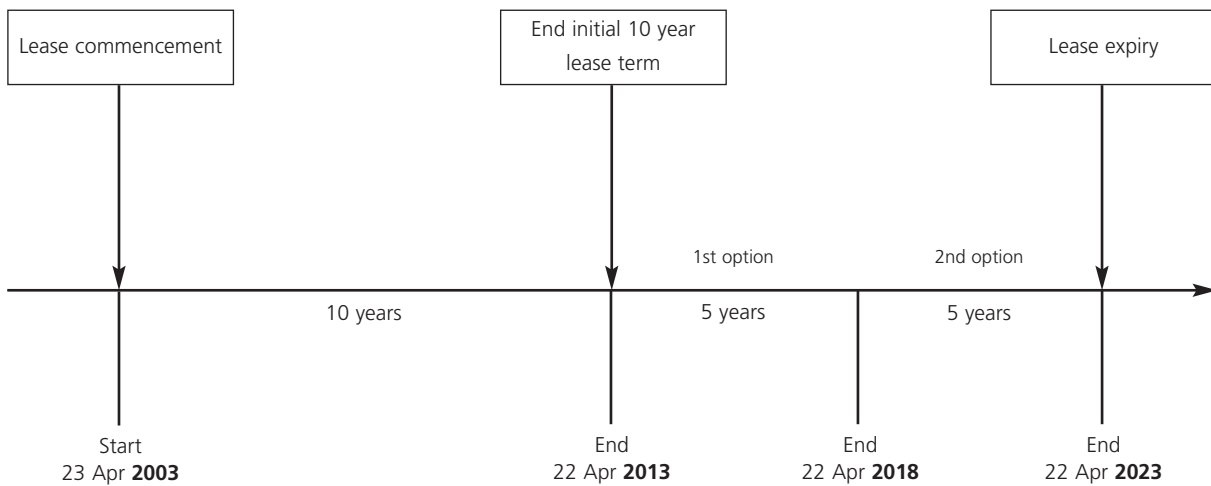 Lease commencement
End initial 10 year
lease term
Lease expiry
1st option
2nd option
10 years
5 years
5 years
Start
23 Apr 2003
End
22 Apr 2013
End
22 Apr 2018
End
22 Apr 2023